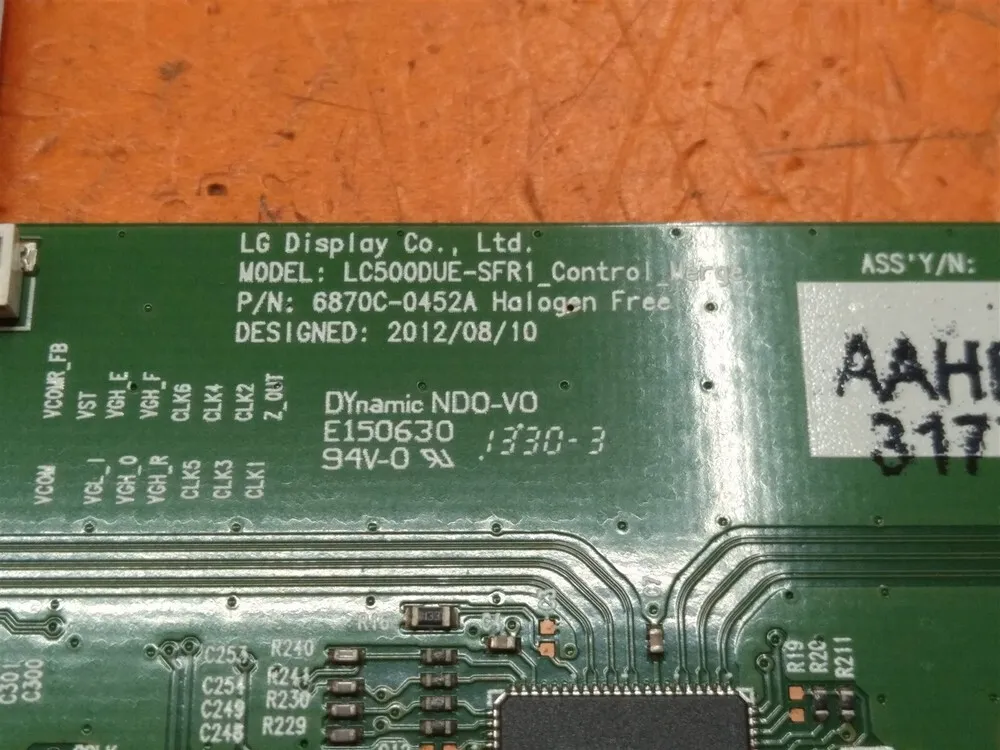 LG Display Co., Ltd.
MODEL: LC500DUE-SFR1_Control_Merge
P/N: 6870C-0452A Halogen Free
DESIGNED: 2012/08/10
ASS'Y/N:
317
VCOMR_FB
VST
VGH_E
VGH_F
CLK6
CLK4
CLK2
Z_OUT
VCOM
VGL_I
VGH_O
VGH_R
CLK5
CLK3
CLK1
DYnamic NDO-VO
E150630
94V-0
1330-3
C301
C300
C253
C251
C249
C248
R240
R241
R230
R229
R19
R20
R211